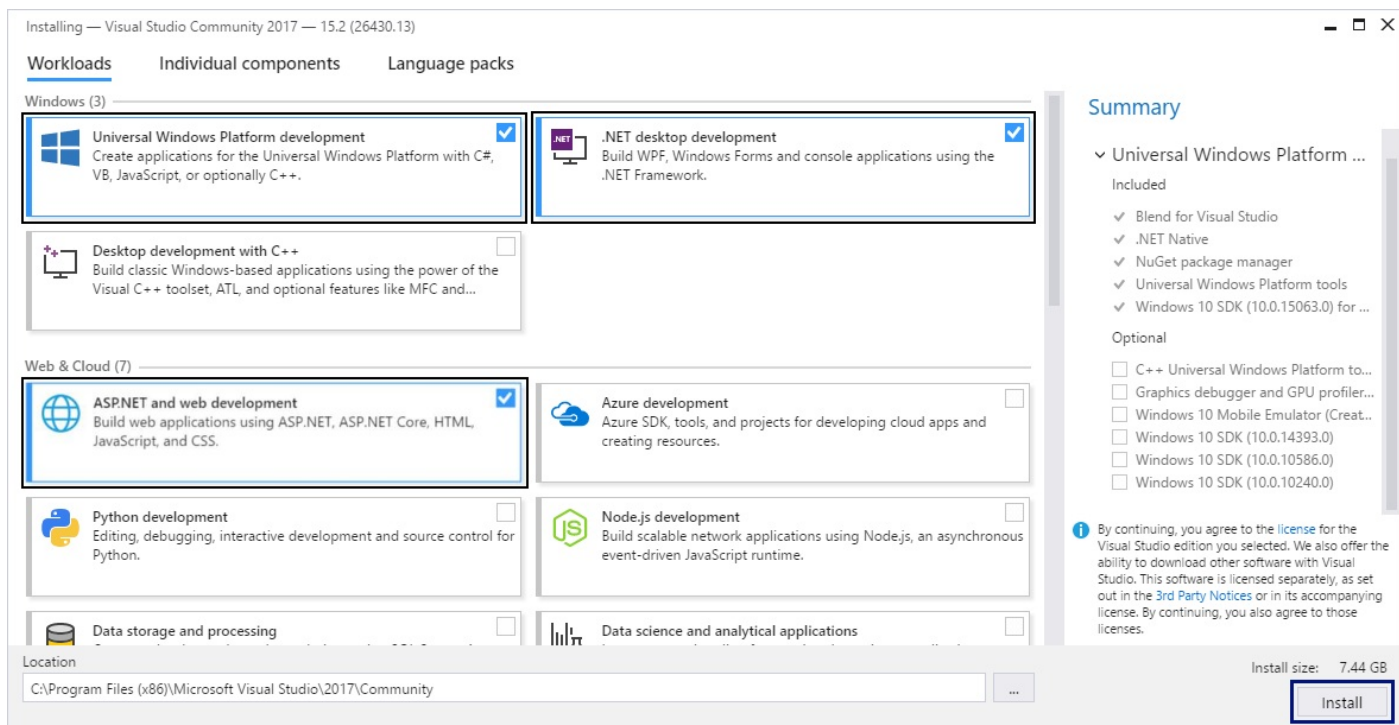 Installing — Visual Studio Community 2017 — 15.2 (26430.13)
Workloads
Individual components
Language packs
Windows (3)
Universal Windows Platform development
Create applications for the Universal Windows Platform with C#,
VB, JavaScript, or optionally C++.
.NET
.NET desktop development
Build WPF, Windows Forms and console applications using the
.NET Framework.
Desktop development with C++
Build classic Windows-based applications using the power of the
Visual C++ toolset, ATL, and optional features like MFC and...
Web & Cloud (7)
ASP.NET and web development
Build web applications using ASP.NET, ASP.NET Core, HTML,
JavaScript, and CSS.
Azure development
Azure SDK, tools, and projects for developing cloud apps and
creating resources.
Python development
Editing, debugging, interactive development and source control for
Python.
JS
Node.js development
Build scalable network applications using Node.js, an asynchronous
event-driven JavaScript runtime.
Data storage and processing
Data science and analytical applications
Summary
Universal Windows Platform ...
Included
Blend for Visual Studio
.NET Native
NuGet package manager
Universal Windows Platform tools
Windows 10 SDK (10.0.15063.0) for ...
Optional
C++ Universal Windows Platform to...
Graphics debugger and GPU profiler...
Windows 10 Mobile Emulator (Creat...
Windows 10 SDK (10.0.14393.0)
Windows 10 SDK (10.0.10586.0)
Windows 10 SDK (10.0.10240.0)
By continuing, you agree to the license for the
Visual Studio edition you selected. We also offer the
ability to download other software with Visual
Studio. This software is licensed separately, as set
out in the 3rd Party Notices or in its accompanying
license. By continuing, you also agree to those
licenses.
Location
C:\Program Files (x86)\Microsoft Visual Studio\2017\Community
...
Install size: 7.44 GB
Install